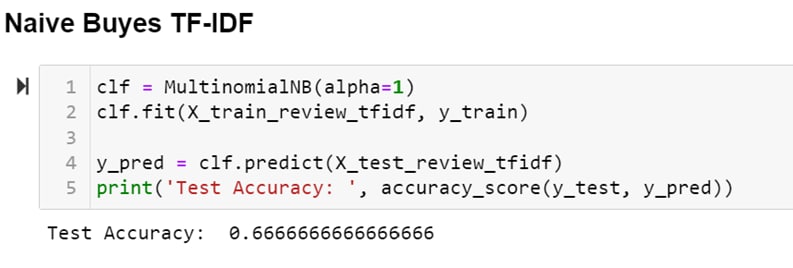 Naive Buyes TF-IDF
1 clf = MultinomialNB(alpha=1)
2 clf.fit(X_train_review_tfidf, y_train)
3
4 y_pred = clf.predict(X_test_review_tfidf)
5 print('Test Accuracy: ', accuracy_score(y_test, y_pred))
Test Accuracy:  0.6666666666666666